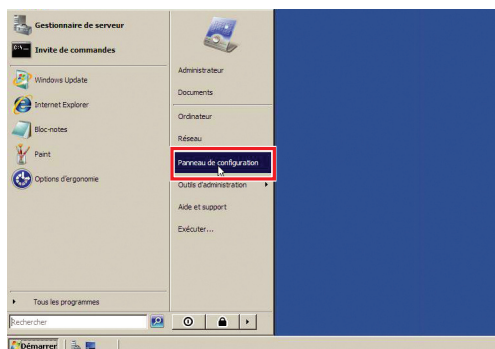 Gestionnaire de serveur
Invite de commandes
Windows Update
Internet Explorer
Bloc-notes
Paint
Options d'ergonomie
Tous les programmes
Rechercher
Administrateur
Documents
Ordinateur
Réseau
Panneau de configuration
Outils d'administration
Aide et support
Exécuter...
Démarrer